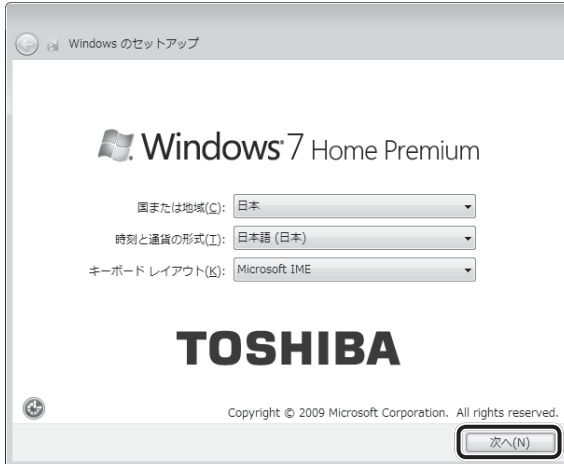 Windows のセットアップ
Windows 7 Home Premium
国または地域(C): 日本
時刻と通貨の形式(T): 日本語 (日本)
キーボード レイアウト(K): Microsoft IME
TOSHIBA
Copyright © 2009 Microsoft Corporation. All rights reserved.
次へ(N)